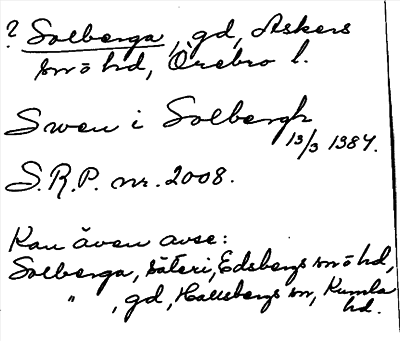 ? Solberga, gd, Askers
sn ö hd, Örebro l.
Swen i Solbergh
13/3 1384.
S.R.P. nr. 2008.
Kan även avse:
Solberga, säteri, Edsbergs sn ö hd,
" , gd, Hallsbergs sn, Kumla
hd.